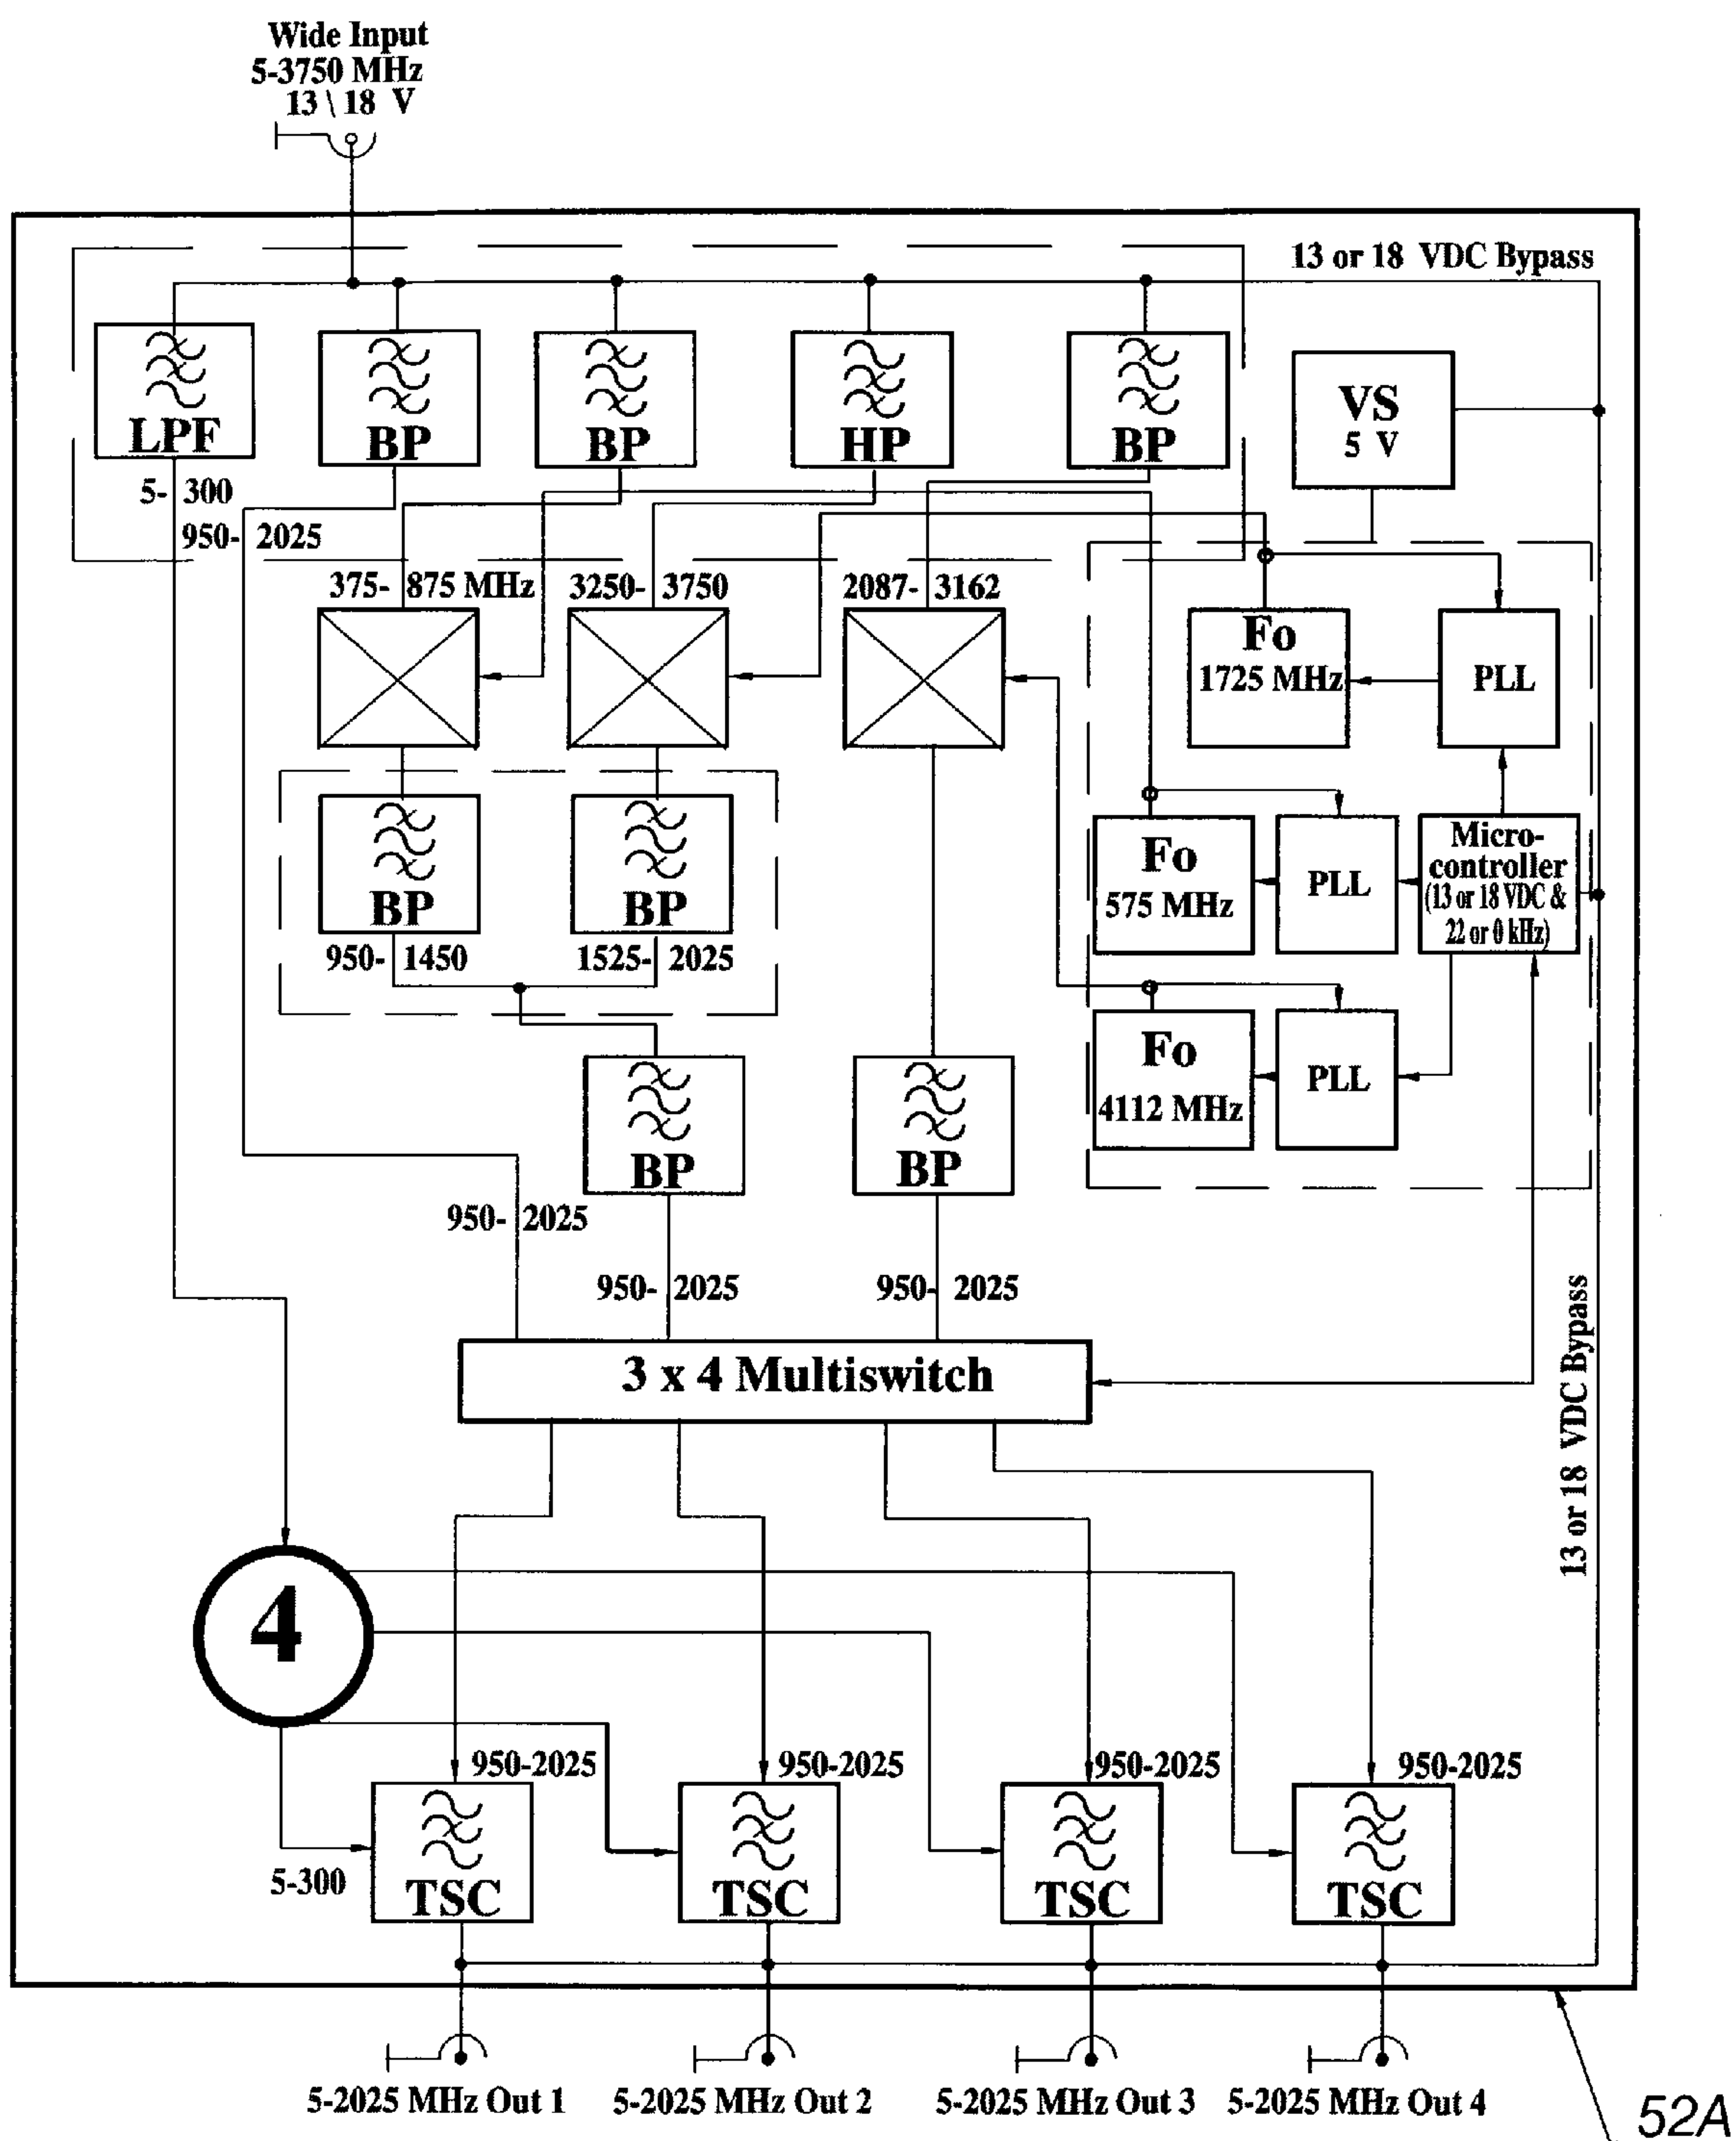 Wide Input
5-3750 MHz
13 \ 18 V
13 or 18 VDC Bypass
LPF
BP
BP
HP
BP
VS
5 V
5- 300
950- 2025
375- 875 MHz
3250- 3750
2087- 3162
Fo
1725 MHz
PLL
BP
BP
Fo
575 MHz
PLL
Micro-
controller
(13 or 18 VDC &
22 or 0 kHz)
950- 1450
1525- 2025
Fo
4112 MHz
PLL
BP
BP
950- 2025
950- 2025
950- 2025
13 or 18 VDC Bypass
3 x 4 Multiswitch
4
950-2025
950-2025
950-2025
950-2025
5-300
TSC
TSC
TSC
TSC
5-2025 MHz Out 1
5-2025 MHz Out 2
5-2025 MHz Out 3
5-2025 MHz Out 4
52A